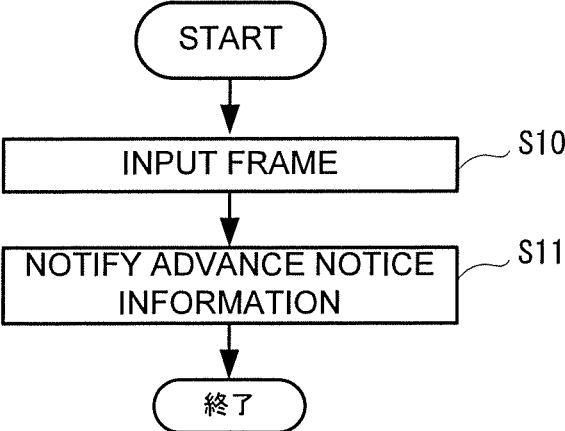 START
INPUT FRAME
S10
NOTIFY ADVANCE NOTICE
INFORMATION
S11
終了